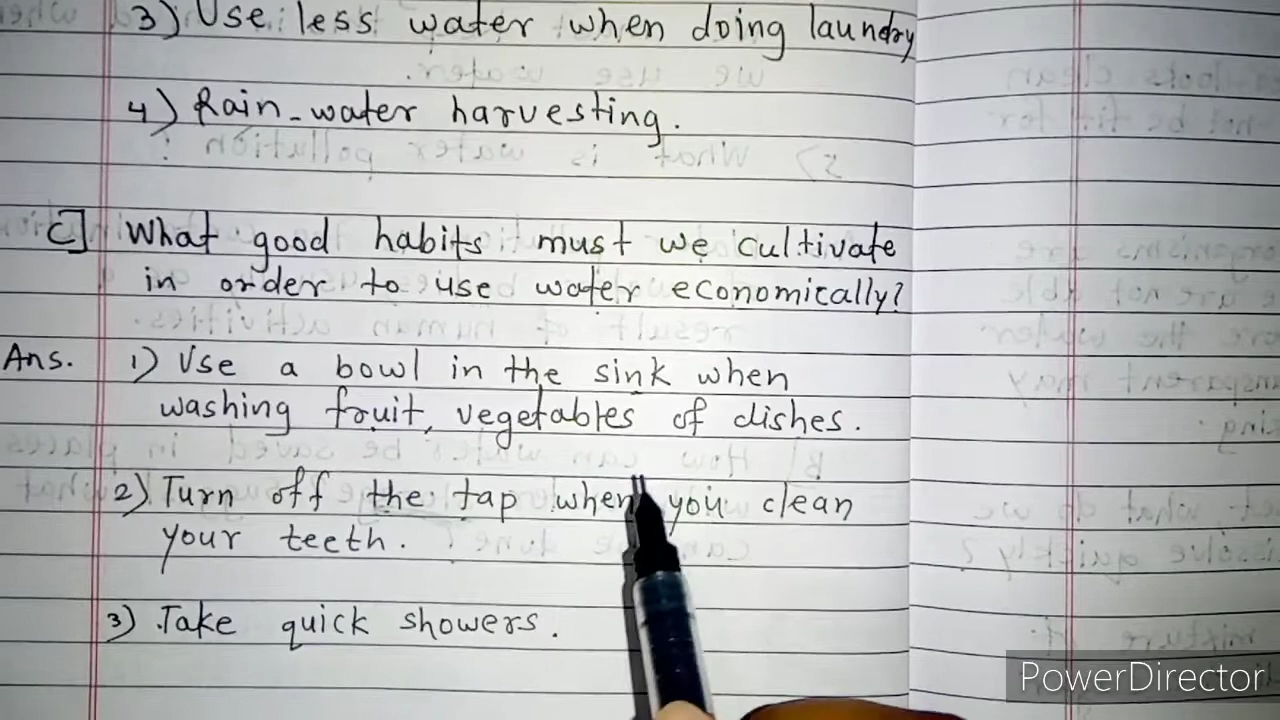 3) Use less water when doing laundry
4) Rain-water harvesting.
C] What good habits must we cultivate
in order to use water economically?
Ans. 1) Use a bowl in the sink when
washing fruit, vegetables of dishes.
2) Turn off the tap when you clean
your teeth.
3) Take quick showers.
PowerDirector